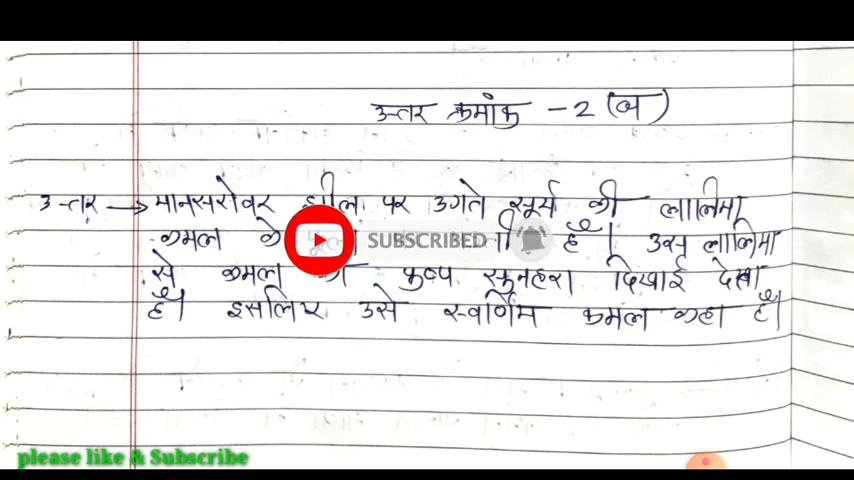 उत्तर क्रमांक - 2 (ब)
उत्तर → मानसरोवर झील पर उगते सूर्य की लालिमा
कमल के SUBSCRIBED है। उस लालिमा
से कमल का पुष्प सुनहरा दिखाई देता
है। इसलिए उसे स्वर्णिम कमल कहा है।
please like & Subscribe